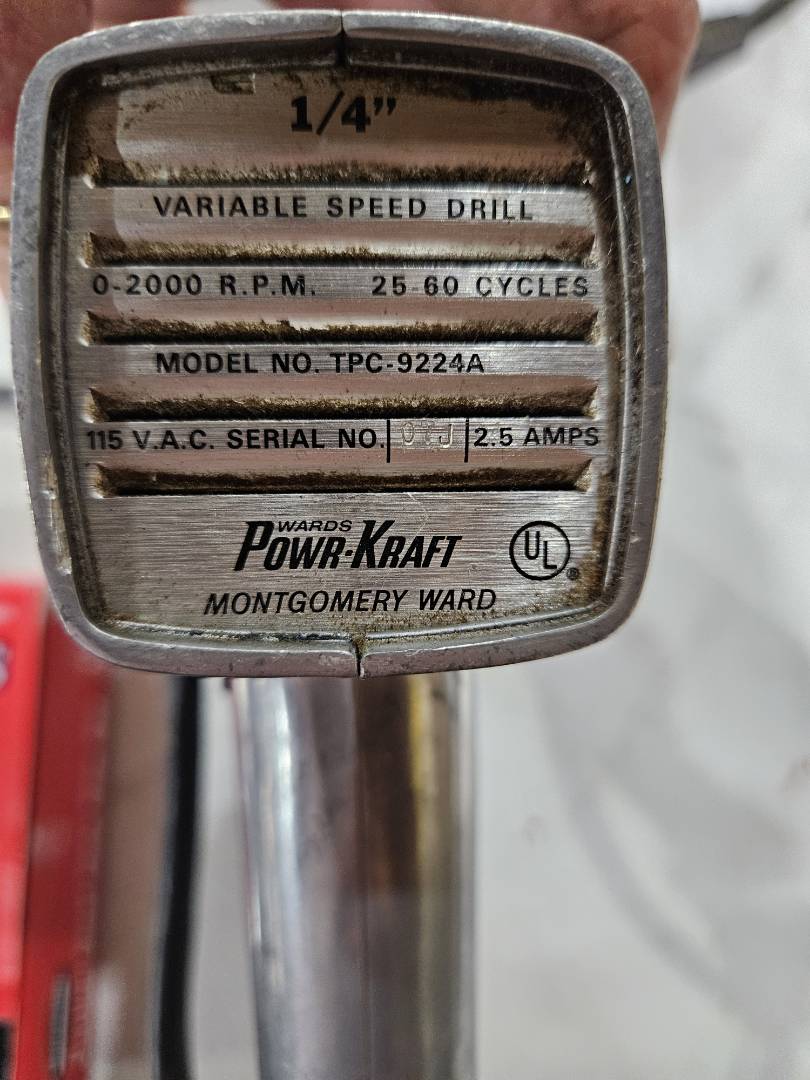 1/4”
VARIABLE SPEED DRILL
0-2000 R.P.M. 25-60 CYCLES
MODEL NO. TPC-9224A
115 V.A.C. SERIAL NO. 2.5 AMPS
WARDS
POWR-KRAFT UL®
MONTGOMERY WARD